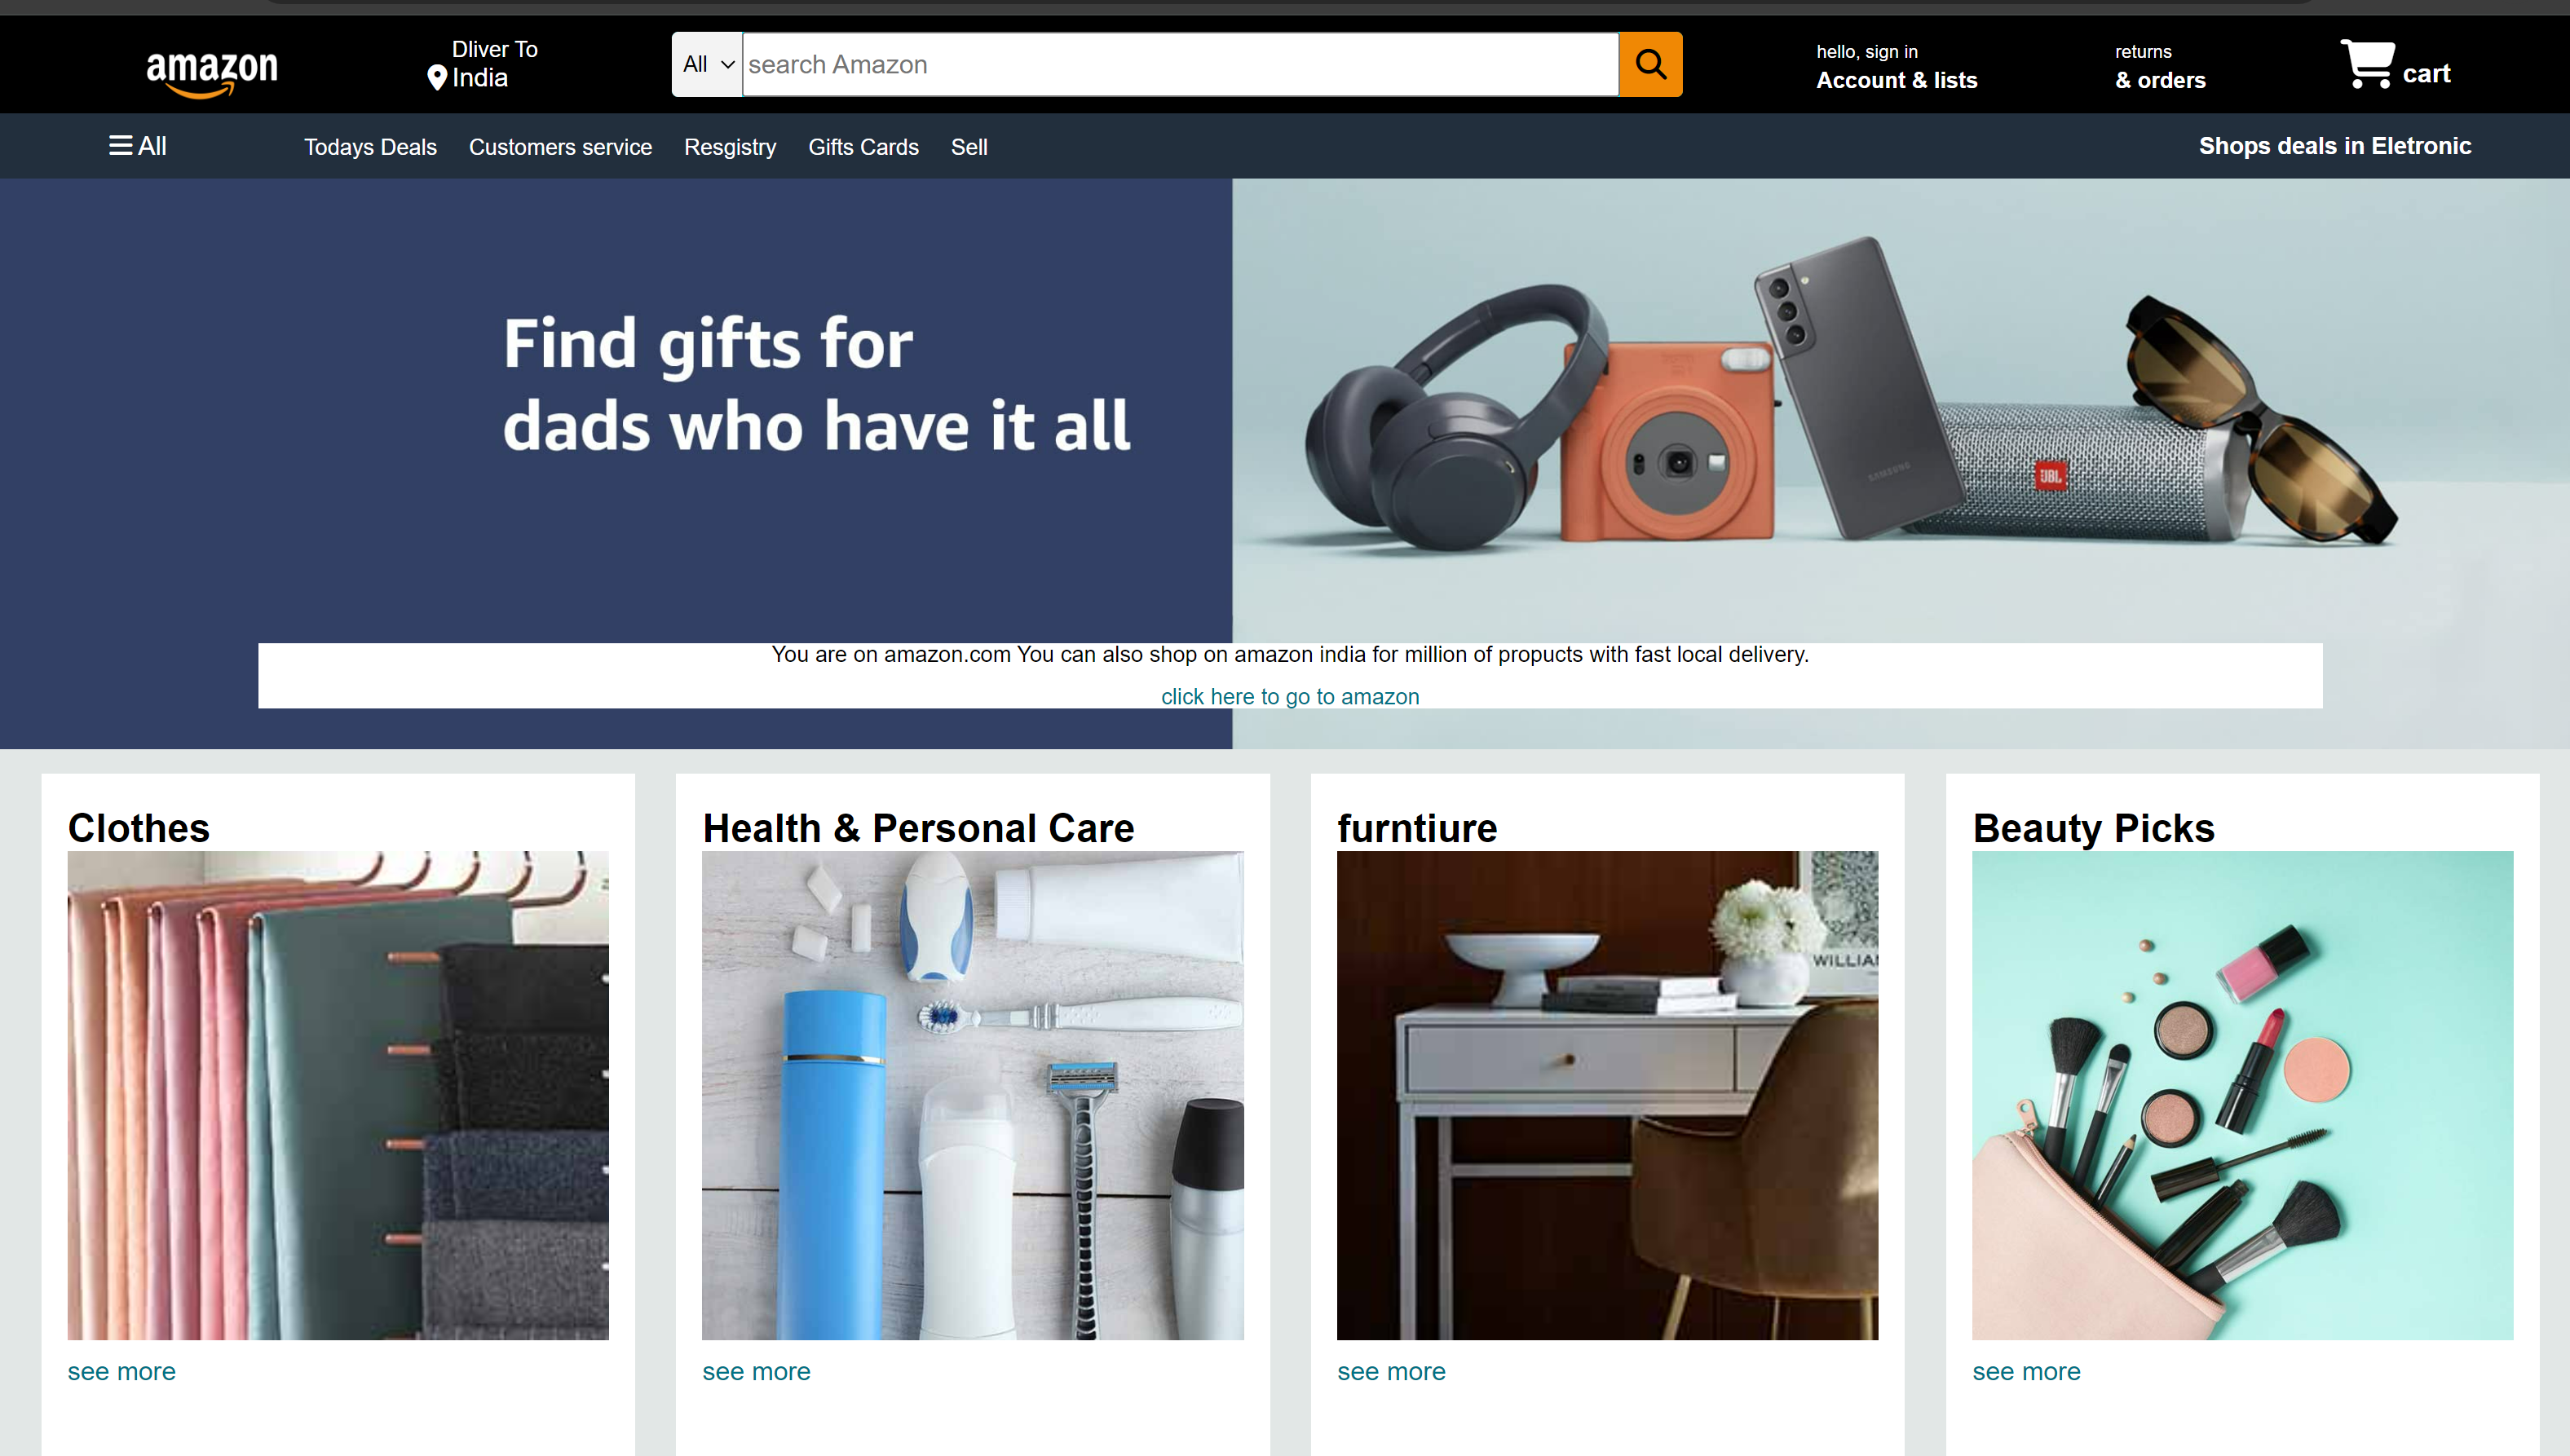 amazon
Dliver To
India
All
search Amazon
hello, sign in
Account & lists
returns
& orders
cart
All
Todays Deals
Customers service
Resgistry
Gifts Cards
Sell
Shops deals in Eletronic
Find gifts for
dads who have it all
SAMSUNG
JBL
You are on amazon.com You can also shop on amazon india for million of propucts with fast local delivery.
click here to go to amazon
Clothes
Health & Personal Care
furntiure
Beauty Picks
WILLIA
see more
see more
see more
see more